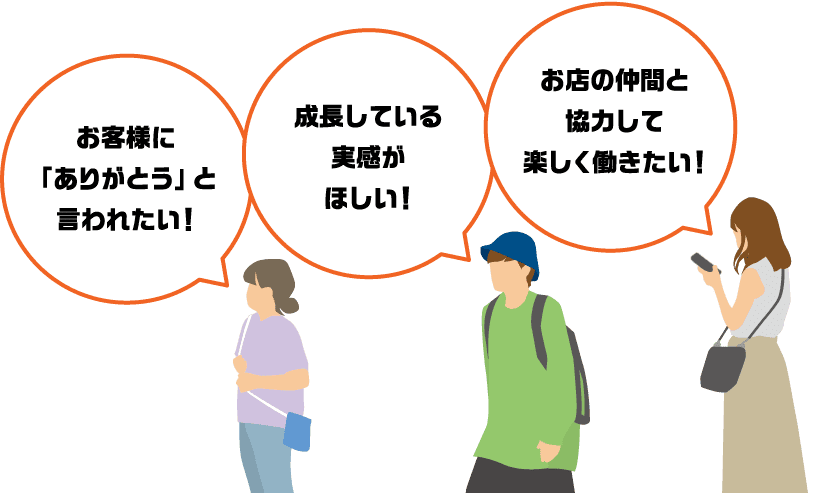 お客様に
「ありがとう」と
言われたい!
成長している
実感が
ほしい!
お店の仲間と
協力して
楽しく働きたい!